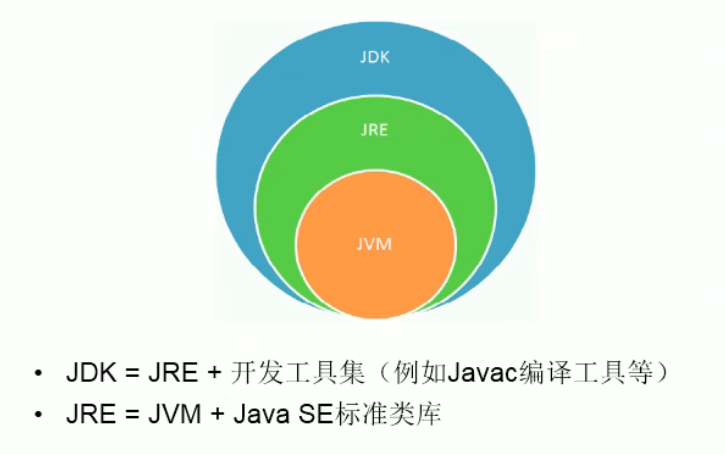 JDK
JRE
JVM
• JDK = JRE + 开发工具集（例如Javac编译工具等）
• JRE = JVM + Java SE标准类库